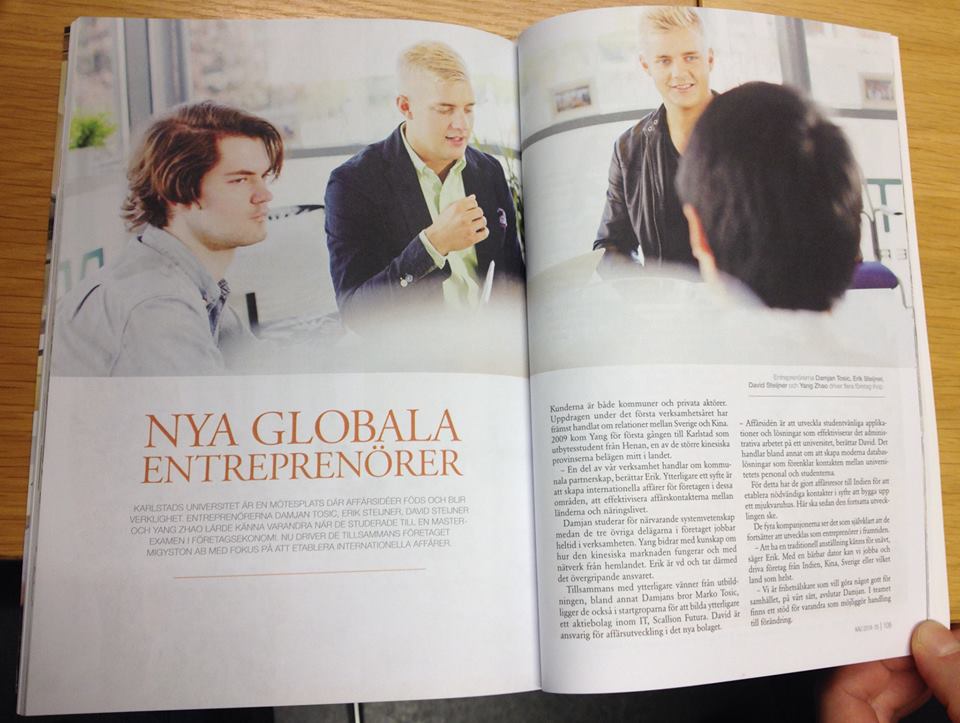 NYA GLOBALA
ENTREPRENÖRER
KARLSTADS UNIVERSITET ÄR EN MÖTESPLATS DÄR AFFÄRSIDÉER FÖDS OCH BLIR
VERKLIGHET. ENTREPRENÖRERNA DAMJAN TOSIC, ERIK STEIJNER, DAVID STEIJNER
OCH YANG ZHAO LÄRDE KÄNNA VARANDRA NÄR DE STUDERADE TILL EN MASTER-
EXAMEN I FÖRETAGSEKONOMI. NU DRIVER DE TILLSAMMANS FÖRETAGET
MIGYSTON AB MED FOKUS PÅ ATT ETABLERA INTERNATIONELLA AFFÄRER.
Entreprenörerna Damjan Tosic, Erik Steijner,
David Steijner och Yang Zhao driver flera företag ihop.
Kunderna är både kommuner och privata aktörer.
Uppdragen under det första verksamhetsåret har
främst handlat om relationer mellan Sverige och Kina.
2009 kom Yang för första gången till Karlstad som
utbytesstudent från Henan, en av de större kinesiska
provinserna belägen mitt i landet.
– En del av vår verksamhet handlar om kommu-
nala partnerskap, berättar Erik. Ytterligare ett syfte är
att skapa internationella affärer för företagen i dessa
områden, att effektivisera affärskontakterna mellan
länderna och näringslivet.
Damjan studerar för närvarande systemvetenskap
medan de tre övriga delägarna i företaget jobbar
heltid i verksamheten. Yang bidrar med kunskap om
hur den kinesiska marknaden fungerar och med
nätverk från hemlandet. Erik är vd och tar därmed
det övergripande ansvaret.
Tillsammans med ytterligare vänner från utbild-
ningen, bland annat Damjans bror Marko Tosic,
ligger de också i startgroparna för att bilda ytterligare
ett aktiebolag inom IT, Scallion Futura. David är
ansvarig för affärsutveckling i det nya bolaget.
– Affärsidén är att utveckla studentvänliga applika-
tioner och lösningar som effektiviserar det administ-
rativa arbetet på ett universitet, berättar David. Det
handlar bland annat om att skapa moderna databas-
lösningar som förenklar kontakten mellan universi-
tetets personal och studenterna.
För detta har de gjort affärsresor till Indien för att
etablera nödvändiga kontakter i syfte att bygga upp
ett mjukvaruhus. Här ska sedan den fortsatta utveck-
lingen ske.
De fyra kompanjonerna ser det som självklart att de
fortsätter att utvecklas som entreprenörer i framtiden.
– Att ha en traditionell anställning känns för snävt,
säger Erik. Med en bärbar dator kan vi jobba och
driva företag från Indien, Kina, Sverige eller vilket
land som helst.
– Vi är frihetsälskare som vill göra något gott för
samhället, på vårt sätt, avslutar Damjan. I teamet
finns ett stöd för varandra som möjliggör handling
till förändring.
KAU 2014-15 | 109